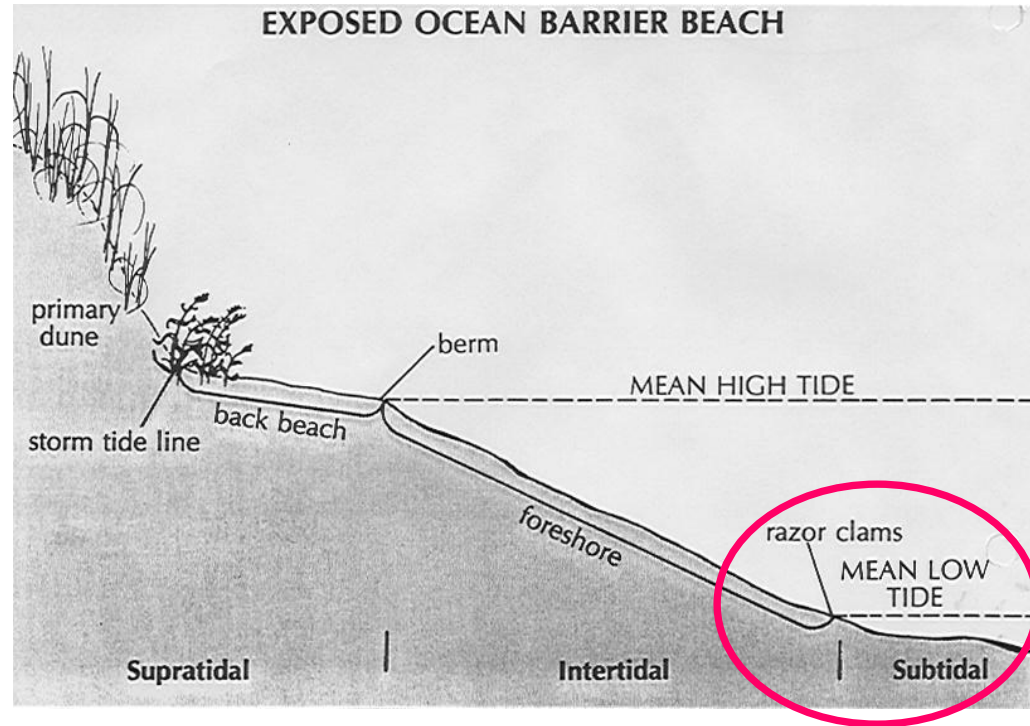 EXPOSED OCEAN BARRIER BEACH
primary
dune
berm
MEAN HIGH TIDE
back beach
storm tide line
foreshore
razor clams
MEAN LOW
TIDE
Supratidal
Intertidal
Subtidal